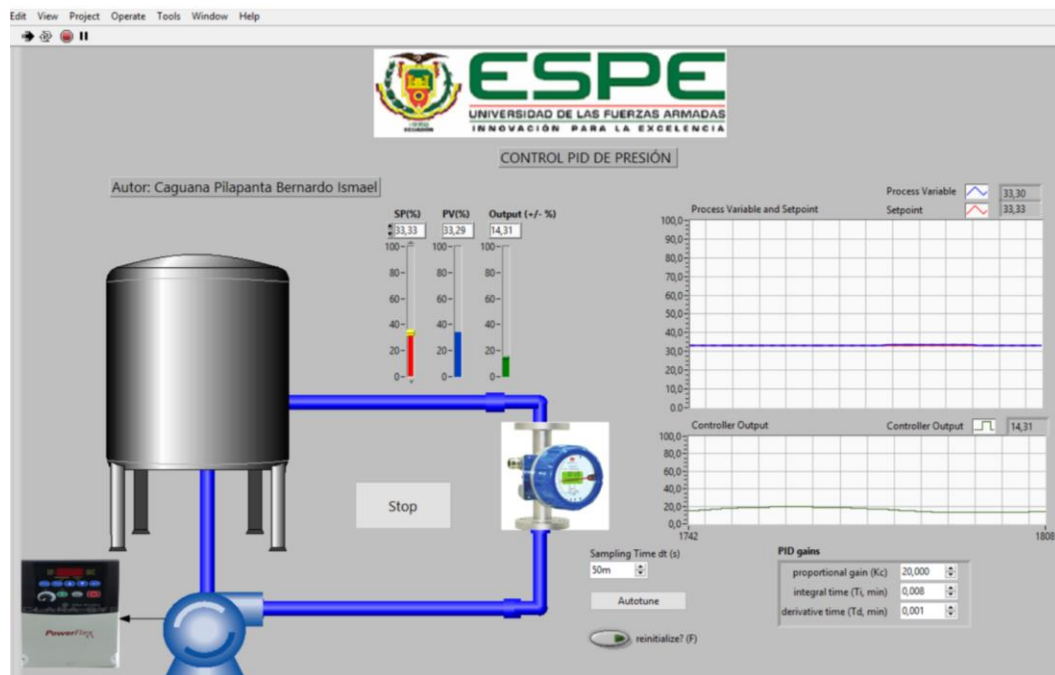 Edit View Project Operate Tools Window Help
ESPE
UNIVERSIDAD DE LAS FUERZAS ARMADAS
INNOVACIÓN PARA LA EXCELENCIA
ECUADOR
CONTROL PID DE PRESIÓN
Autor: Caguana Pilapanta Bernardo Ismael
SP(%) PV(%) Output (+/- %)
33,33 33,29 14,31
100 100 100
80 80 80
60 60 60
40 40 40
20 20 20
0 0 0
Process Variable 33,30
Process Variable and Setpoint Setpoint 33,33
100,0
90,0
80,0
70,0
60,0
50,0
40,0
30,0
20,0
10,0
0,0
Controller Output Controller Output 14,31
100,0
80,0
60,0
40,0
20,0
0,0
1742 1808
Stop
Sampling Time dt (s)
50m
Autotune
reinitialize? (F)
PID gains
proportional gain (Kc) 20,000
integral time (Ti, min) 0,008
derivative time (Td, min) 0,001
PowerFlex